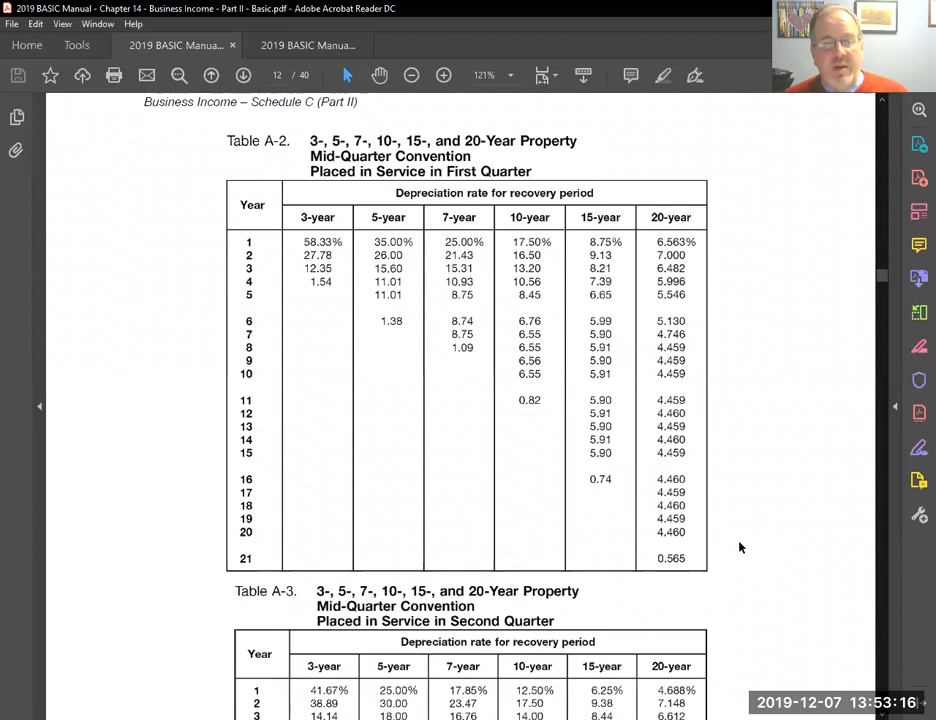 2019 BASIC Manual - Chapter 14 - Business Income - Part II - Basic.pdf - Adobe Acrobat Reader DC
File Edit View Window Help
Home Tools 2019 BASIC Manua... × 2019 BASIC Manua...
12 / 40 121%
Business Income – Schedule C (Part II)
Table A-2. 3-, 5-, 7-, 10-, 15-, and 20-Year Property
Mid-Quarter Convention
Placed in Service in First Quarter
Depreciation rate for recovery period
Year
3-year 5-year 7-year 10-year 15-year 20-year
1 58.33% 35.00% 25.00% 17.50% 8.75% 6.563%
2 27.78 26.00 21.43 16.50 9.13 7.000
3 12.35 15.60 15.31 13.20 8.21 6.482
4 1.54 11.01 10.93 10.56 7.39 5.996
5 11.01 8.75 8.45 6.65 5.546
6 1.38 8.74 6.76 5.99 5.130
7 8.75 6.55 5.90 4.746
8 1.09 6.55 5.91 4.459
9 6.56 5.90 4.459
10 6.55 5.91 4.459
11 0.82 5.90 4.459
12 5.91 4.460
13 5.90 4.459
14 5.91 4.460
15 5.90 4.459
16 0.74 4.460
17 4.459
18 4.460
19 4.459
20 4.460
21 0.565
Table A-3. 3-, 5-, 7-, 10-, 15-, and 20-Year Property
Mid-Quarter Convention
Placed in Service in Second Quarter
Depreciation rate for recovery period
Year
3-year 5-year 7-year 10-year 15-year 20-year
1 41.67% 25.00% 17.85% 12.50% 6.25% 4.688%
2 38.89 30.00 23.47 17.50 9.38 7.148
3 14.14 18.00 16.76 14.00 8.44 6.612
2019-12-07 13:53:16